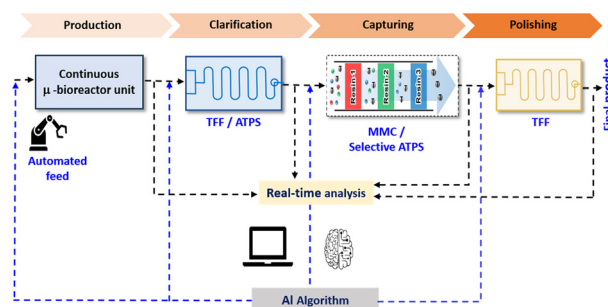 Production
Clarification
Capturing
Polishing
Continuous
μ -bioreactor unit
Resin-1
Resin-2
Resin-3
Final product
TFF / ATPS
MMC /
Selective ATPS
TFF
Automated
feed
Real-time analysis
AI Algorithm